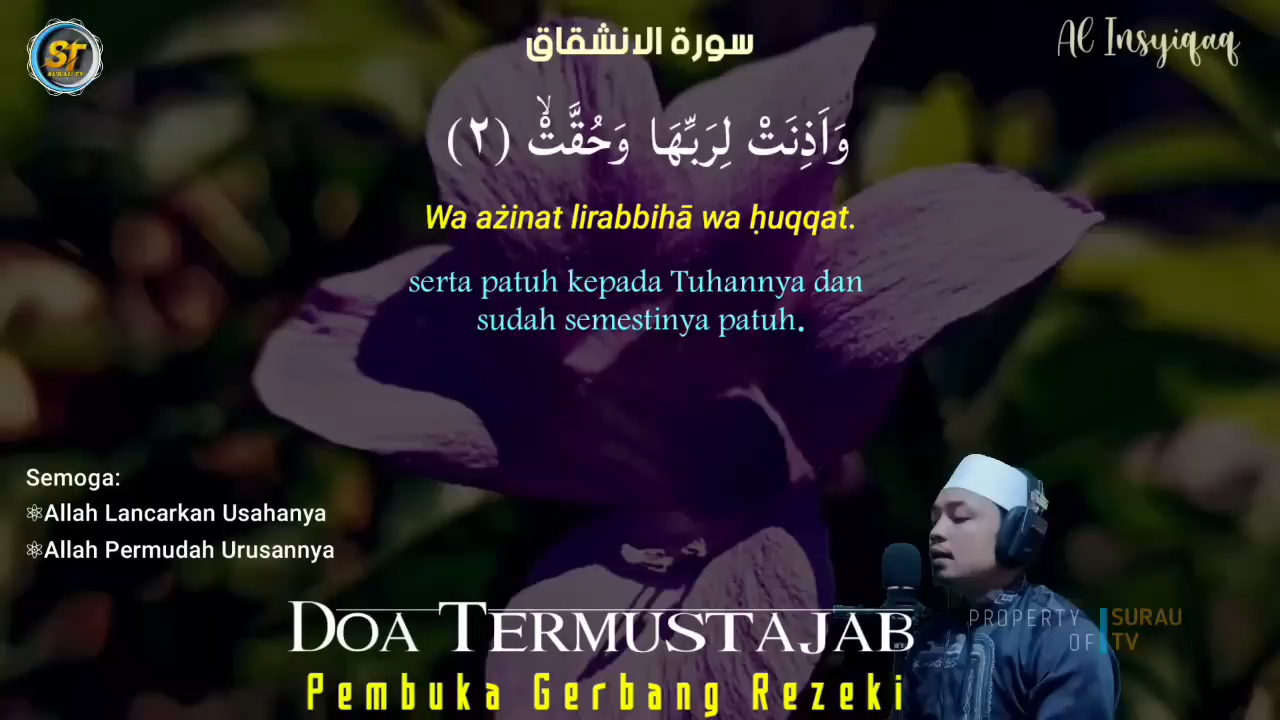 ST
SURAU TV
سورة الانشقاق
Al Insyiqaq
وَاَذِنَتْ لِرَبِّهَا وَحُقَّتْۙ (٢)
Wa ażinat lirabbihā wa ḥuqqat.
serta patuh kepada Tuhannya dan
sudah semestinya patuh.
Semoga:
⚛Allah Lancarkan Usahanya
⚛Allah Permudah Urusannya
DOA TERMUSTAJAB
Pembuka Gerbang Rezeki
PROPERTY OF
SURAU TV